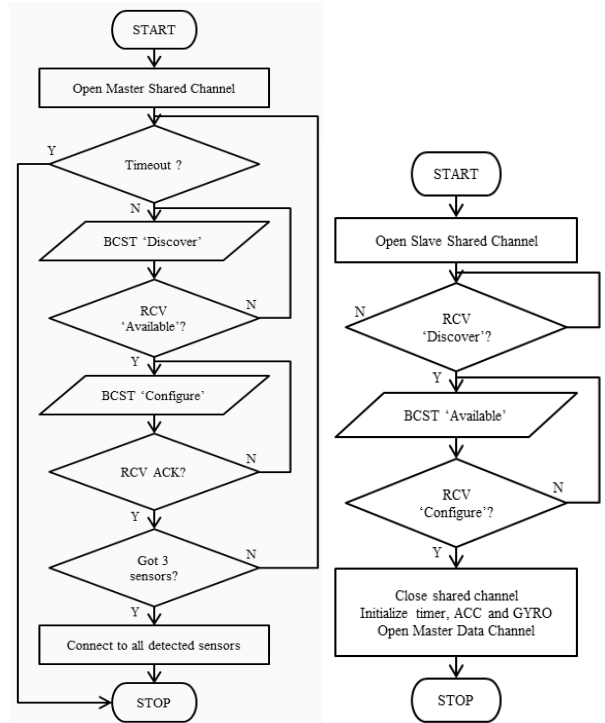 START
Open Master Shared Channel
Y
Timeout ?
N
BCST ‘Discover’
RCV
‘Available’?
N
Y
BCST ‘Configure’
RCV ACK?
N
Y
Got 3
sensors?
N
Y
Connect to all detected sensors
STOP
START
Open Slave Shared Channel
N
RCV
‘Discover’?
Y
BCST ‘Available’
RCV
‘Configure’?
N
Y
Close shared channel
Initialize timer, ACC and GYRO
Open Master Data Channel
STOP